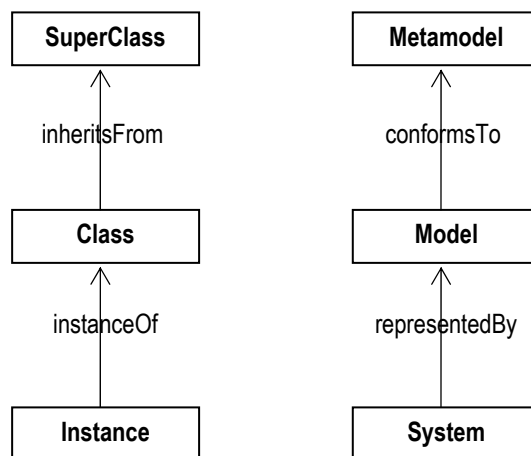 SuperClass
Metamodel
inheritsFrom
conformsTo
Class
Model
instanceOf
representedBy
Instance
System